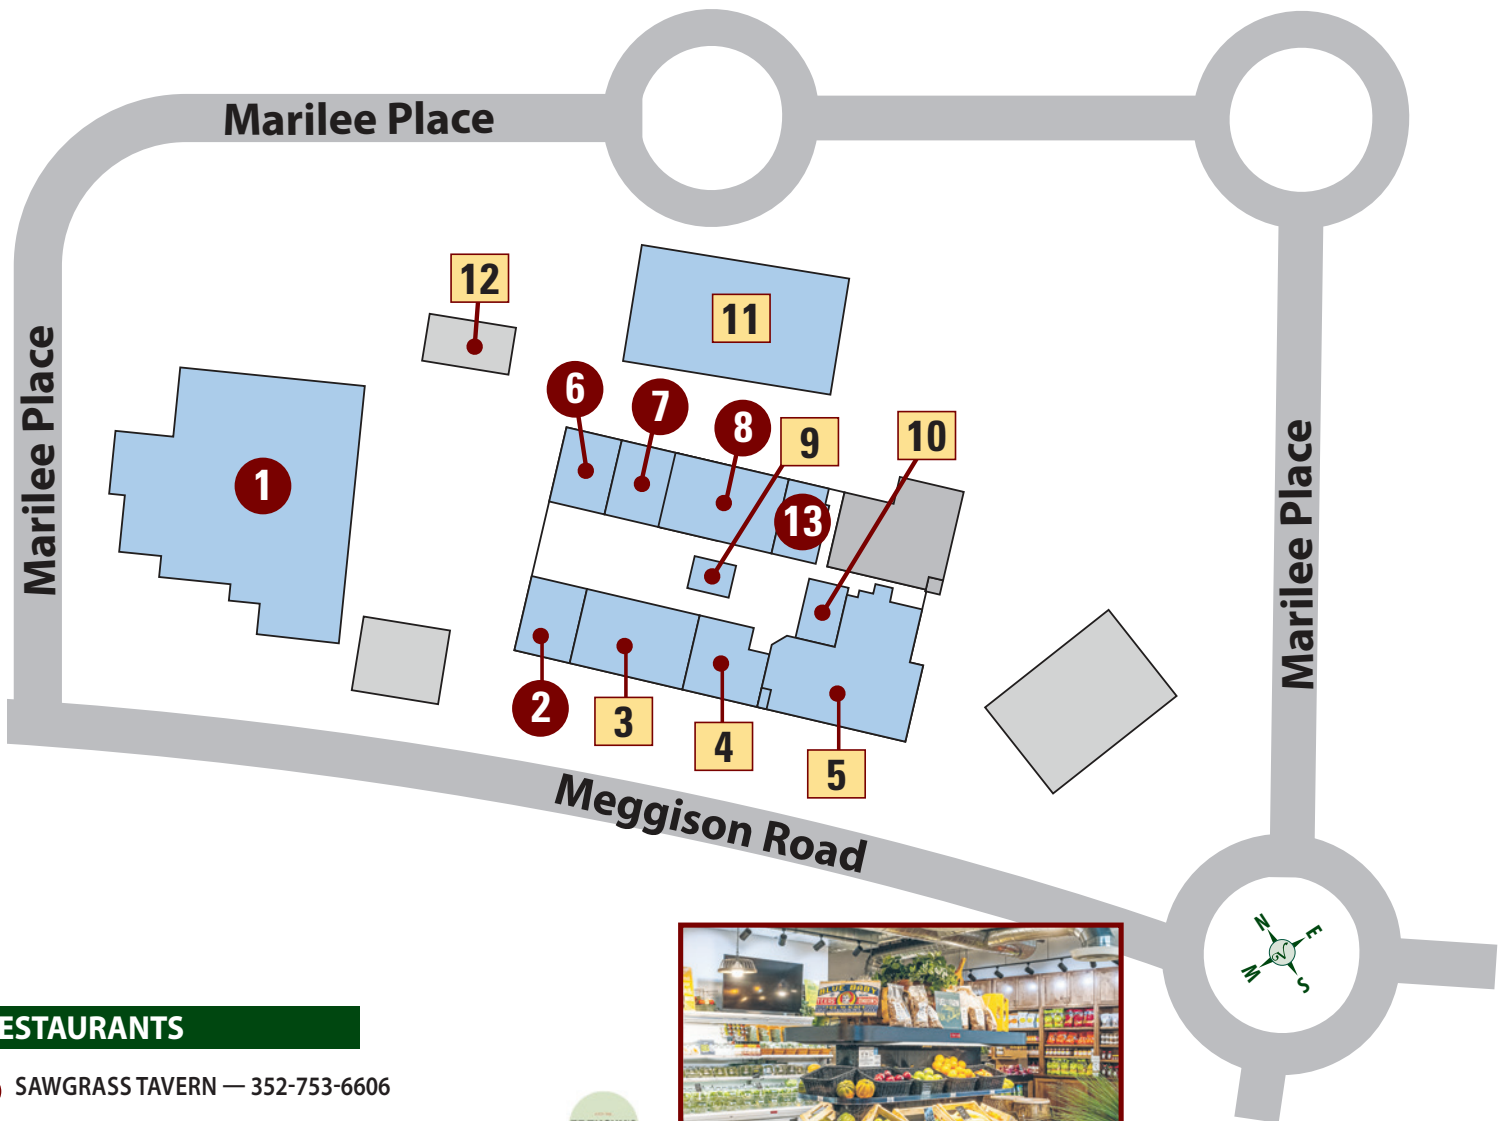 Marilee Place
12
11
6
7
8
9
10
Marilee Place
1
13
Marilee Place
2
3
4
5
Meggison Road
N
E
W
S
ESTAURANTS
SAWGRASS TAVERN — 352-753-6606